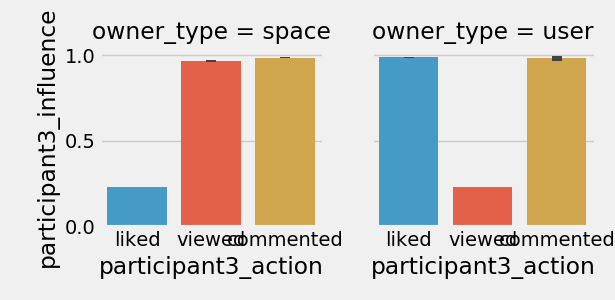 owner_type = space owner_type = user
participant3_influence
1.0
0.5
0.0
liked viewed commented liked viewed commented
participant3_action participant3_action